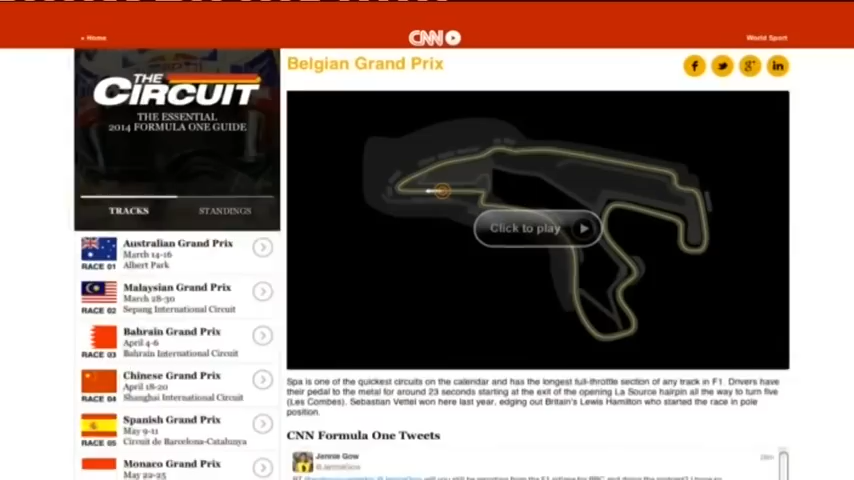 Home
CNN
World Sport
THE
CIRCUIT
THE ESSENTIAL
2014 FORMULA ONE GUIDE
TRACKS
STANDINGS
Australian Grand Prix
March 14-16
Albert Park
RACE 01
Malaysian Grand Prix
March 28-30
Sepang International Circuit
RACE 02
Bahrain Grand Prix
April 4-6
Bahrain International Circuit
RACE 03
Chinese Grand Prix
April 18-20
Shanghai International Circuit
RACE 04
Spanish Grand Prix
May 9-11
Circuit de Barcelona-Catalunya
RACE 05
Monaco Grand Prix
May 22-25
Belgian Grand Prix
f
g+
in
Click to play
Spa is one of the quickest circuits on the calendar and has the longest full-throttle section of any track in F1. Drivers have
their pedal to the metal for around 23 seconds starting at the exit of the opening La Source hairpin all the way to turn five
(Les Combes). Sebastian Vettel won here last year, edging out Britain's Lewis Hamilton who started the race in pole
position.
CNN Formula One Tweets
Jennie Gow
@JennieGow